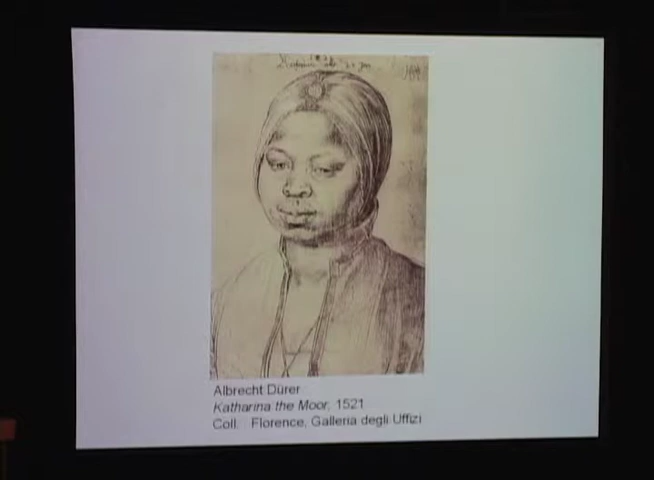 Albrecht Dürer
Katharina the Moor, 1521
Coll. Florence, Galleria degli Uffizi